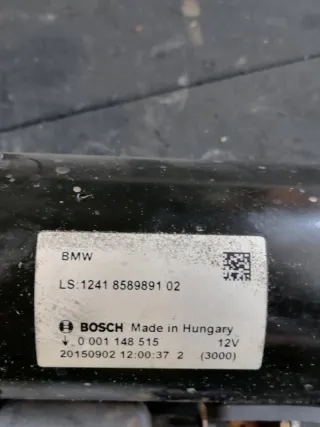 BMW
LS:1241 8589891 02
BOSCH Made in Hungary
0 001 148 515 12V
20150902 12:00:37 2 (3000)